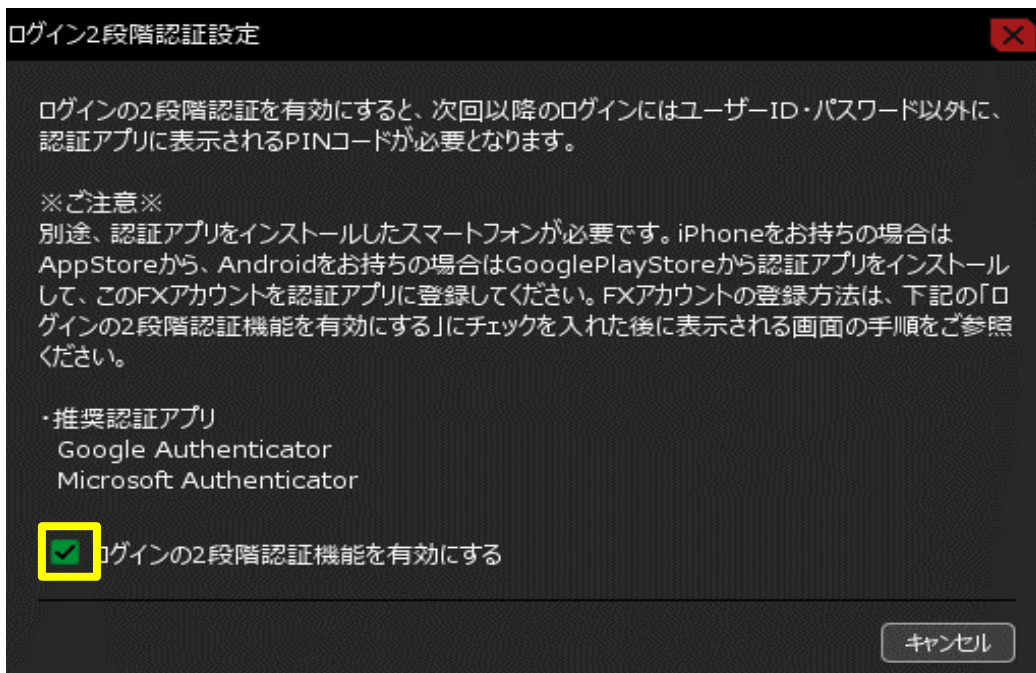 ログイン2段階認証設定
ログインの2段階認証を有効にすると、次回以降のログインにはユーザーID・パスワード以外に、
認証アプリに表示されるPINコードが必要となります。
※ご注意※
別途、認証アプリをインストールしたスマートフォンが必要です。iPhoneをお持ちの場合は
AppStoreから、Androidをお持ちの場合はGooglePlayStoreから認証アプリをインストール
して、このFXアカウントを認証アプリに登録してください。FXアカウントの登録方法は、下記の「ロ
グインの2段階認証機能を有効にする」にチェックを入れた後に表示される画面の手順をご参照
ください。
・推奨認証アプリ
Google Authenticator
Microsoft Authenticator
ログインの2段階認証機能を有効にする
キャンセル